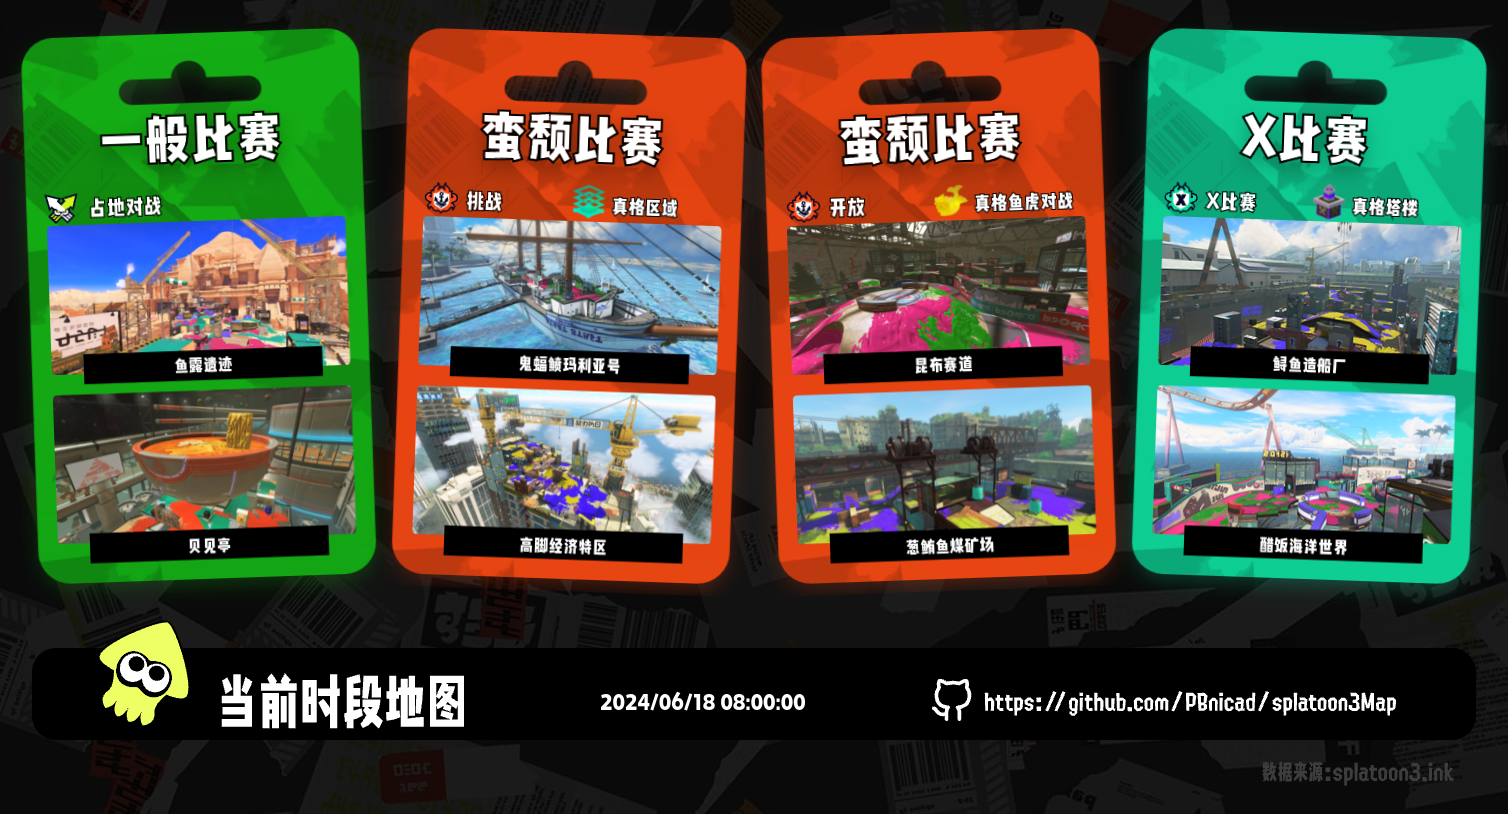 一般比赛
占地对战
鱼露遗迹
贝见亭
蛮颓比赛
挑战
真格区域
鬼蝠鲼玛利亚号
高脚经济特区
蛮颓比赛
开放
真格鱼虎对战
昆布赛道
葱鲔鱼煤矿场
X比赛
X比赛
真格塔楼
鲟鱼造船厂
醋饭海洋世界
当前时段地图
2024/06/18 08:00:00
https://github.com/PBnicad/splatoon3Map
数据来源:splatoon3.ink